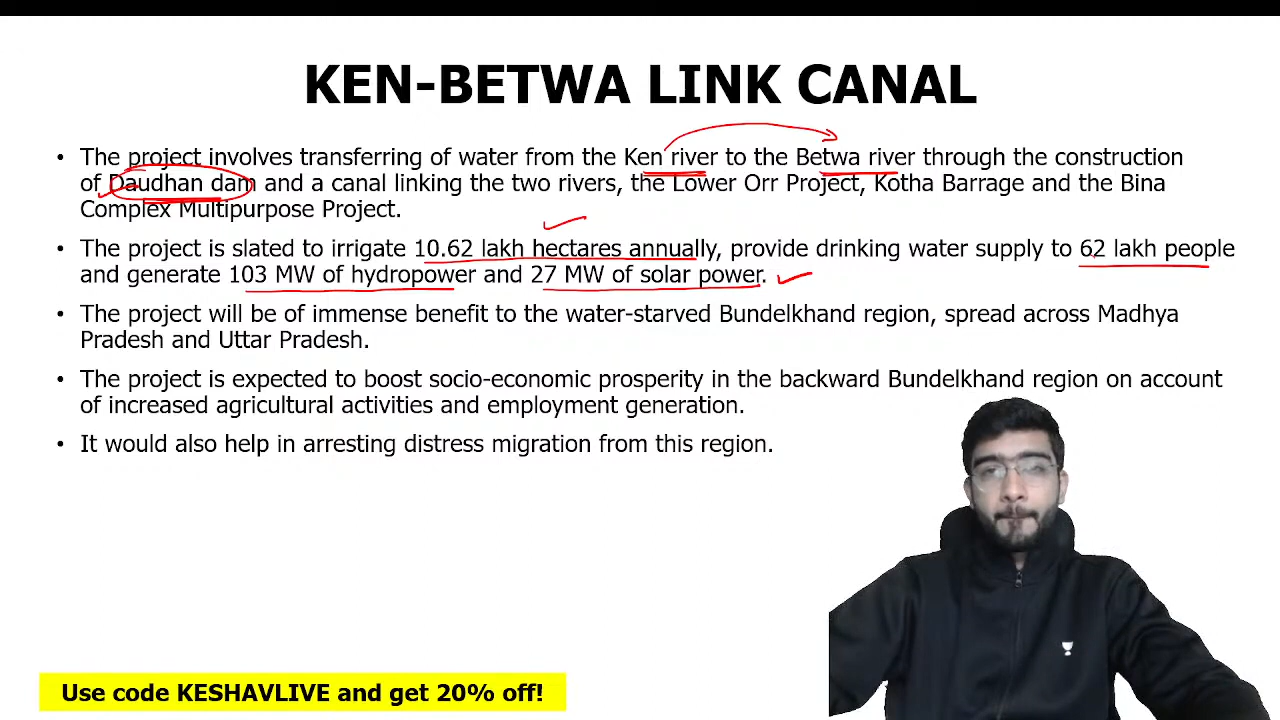 KEN-BETWA LINK CANAL
• The project involves transferring of water from the Ken river to the Betwa river through the construction
of Daudhan dam and a canal linking the two rivers, the Lower Orr Project, Kotha Barrage and the Bina
Complex Multipurpose Project.
• The project is slated to irrigate 10.62 lakh hectares annually, provide drinking water supply to 62 lakh people
and generate 103 MW of hydropower and 27 MW of solar power.
• The project will be of immense benefit to the water-starved Bundelkhand region, spread across Madhya
Pradesh and Uttar Pradesh.
• The project is expected to boost socio-economic prosperity in the backward Bundelkhand region on account
of increased agricultural activities and employment generation.
• It would also help in arresting distress migration from this region.
Use code KESHAVLIVE and get 20% off!